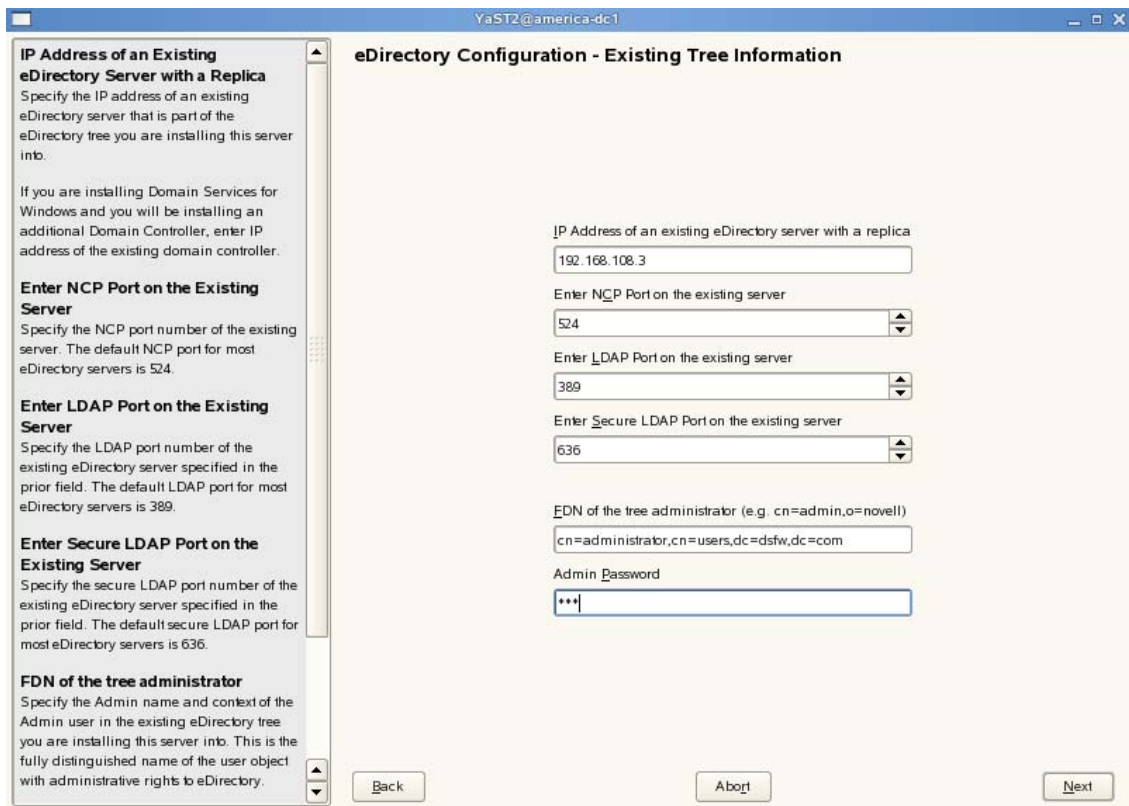 YaST2@america-dc1
IP Address of an Existing
eDirectory Server with a Replica
Specify the IP address of an existing
eDirectory server that is part of the
eDirectory tree you are installing this server
into.
If you are installing Domain Services for
Windows and you will be installing an
additional Domain Controller, enter IP
address of the existing domain controller.
Enter NCP Port on the Existing
Server
Specify the NCP port number of the existing
server. The default NCP port for most
eDirectory servers is 524.
Enter LDAP Port on the Existing
Server
Specify the LDAP port number of the
existing eDirectory server specified in the
prior field. The default LDAP port for most
eDirectory servers is 389.
Enter Secure LDAP Port on the
Existing Server
Specify the secure LDAP port number of the
existing eDirectory server specified in the
prior field. The default secure LDAP port for
most eDirectory servers is 636.
FDN of the tree administrator
Specify the Admin name and context of the
Admin user in the existing eDirectory tree
you are installing this server into. This is the
fully distinguished name of the user object
with administrative rights to eDirectory.
eDirectory Configuration - Existing Tree Information
IP Address of an existing eDirectory server with a replica
192.168.108.3
Enter NCP Port on the existing server
524
Enter LDAP Port on the existing server
389
Enter Secure LDAP Port on the existing server
636
FDN of the tree administrator (e.g. cn=admin,o=novell)
cn=administrator,cn=users,dc=dsfw,dc=com
Admin Password
***
Back
Abort
Next